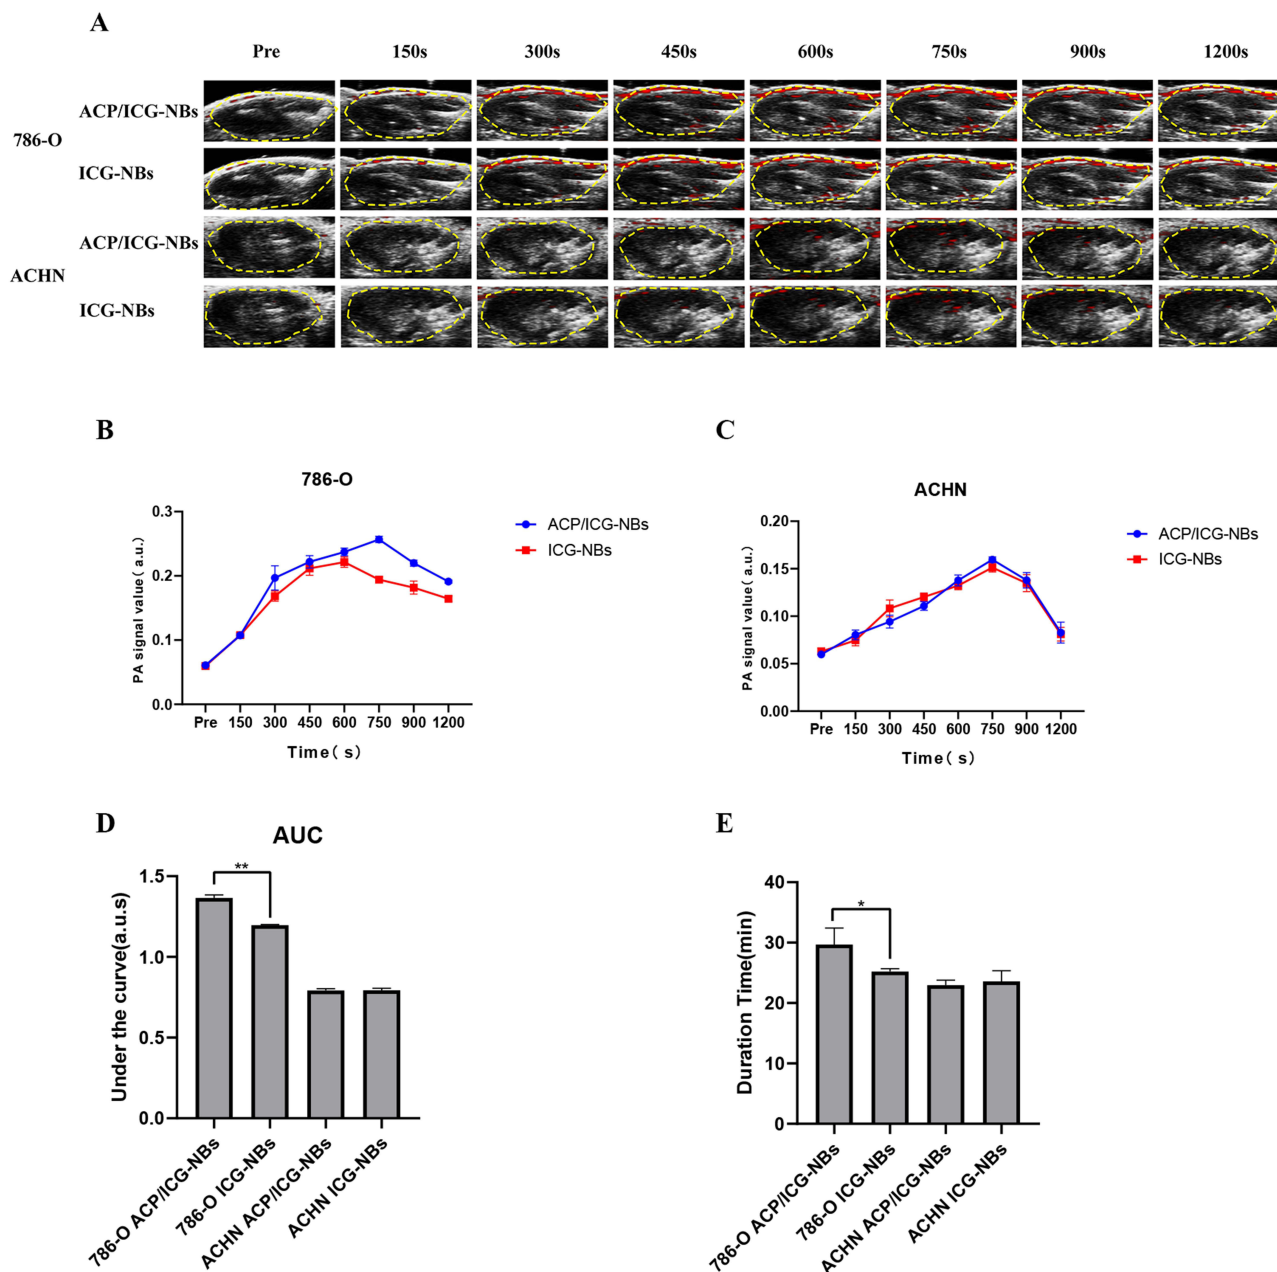 A
Pre 150s 300s 450s 600s 750s 900s 1200s
ACP/ICG-NBs
786-O
ICG-NBs
ACP/ICG-NBs
ACHN
ICG-NBs
B
786-O
PA signal value( a.u.)
0.3
0.2
0.1
0.0
Pre 150 300 450 600 750 900 1200
Time( s)
ACP/ICG-NBs
ICG-NBs
C
ACHN
PA signal value( a.u.)
0.20
0.15
0.10
0.05
0.00
Pre 150 300 450 600 750 900 1200
Time( s)
ACP/ICG-NBs
ICG-NBs
D
AUC
Under the curve(a.u.s)
1.5
1.0
0.5
0.0
**
786-O ACP/ICG-NBs
786-O ICG-NBs
ACHN ACP/ICG-NBs
ACHN ICG-NBs
E
Duration Time(min)
40
30
20
10
0
*
786-O ACP/ICG-NBs
786-O ICG-NBs
ACHN ACP/ICG-NBs
ACHN ICG-NBs